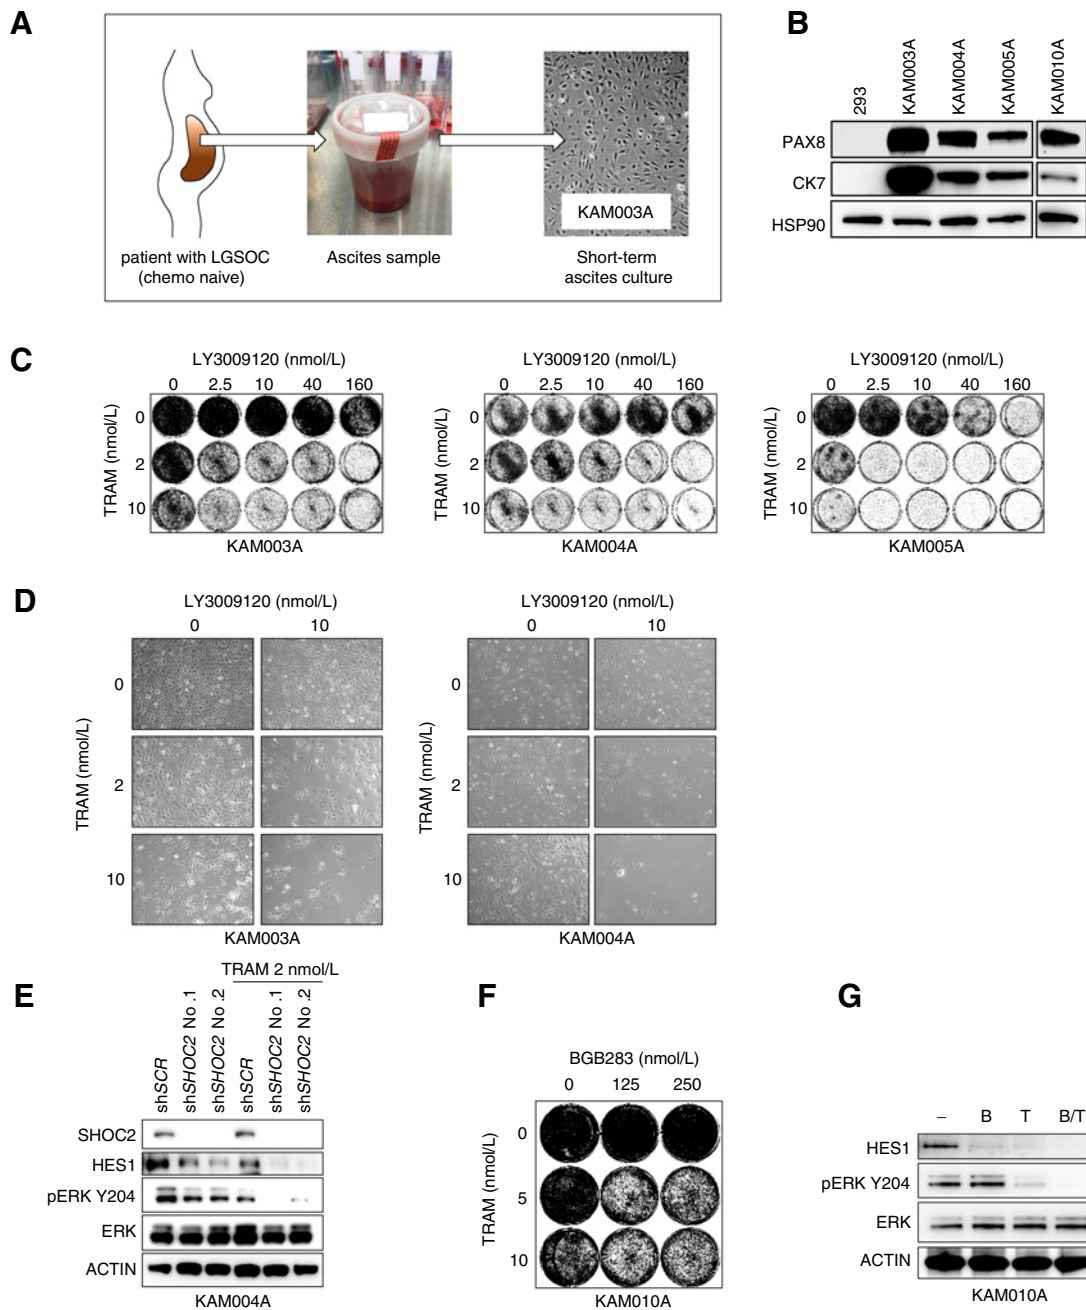 A
KAM003A
patient with LGSOC
(chemo naive)
Ascites sample
Short-term
ascites culture
B
293
KAM003A
KAM004A
KAM005A
KAM010A
PAX8
CK7
HSP90
C
LY3009120 (nmol/L)
0 2.5 10 40 160
TRAM (nmol/L)
0
2
10
KAM003A
LY3009120 (nmol/L)
0 2.5 10 40 160
TRAM (nmol/L)
0
2
10
KAM004A
LY3009120 (nmol/L)
0 2.5 10 40 160
TRAM (nmol/L)
0
2
10
KAM005A
D
LY3009120 (nmol/L)
0 10
TRAM (nmol/L)
0
2
10
KAM003A
LY3009120 (nmol/L)
0 10
TRAM (nmol/L)
0
2
10
KAM004A
E
TRAM 2 nmol/L
shSCR
shSHOC2 No .1
shSHOC2 No .2
shSCR
shSHOC2 No .1
shSHOC2 No .2
SHOC2
HES1
pERK Y204
ERK
ACTIN
KAM004A
F
BGB283 (nmol/L)
0 125 250
TRAM (nmol/L)
0
5
10
KAM010A
G
– B T B/T
HES1
pERK Y204
ERK
ACTIN
KAM010A